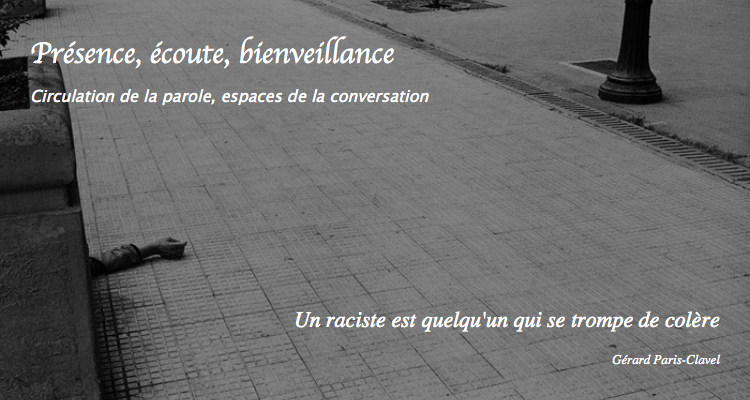 Présence, écoute, bienveillance
Circulation de la parole, espaces de la conversation
Un raciste est quelqu'un qui se trompe de colère
Gérard Paris-Clavel